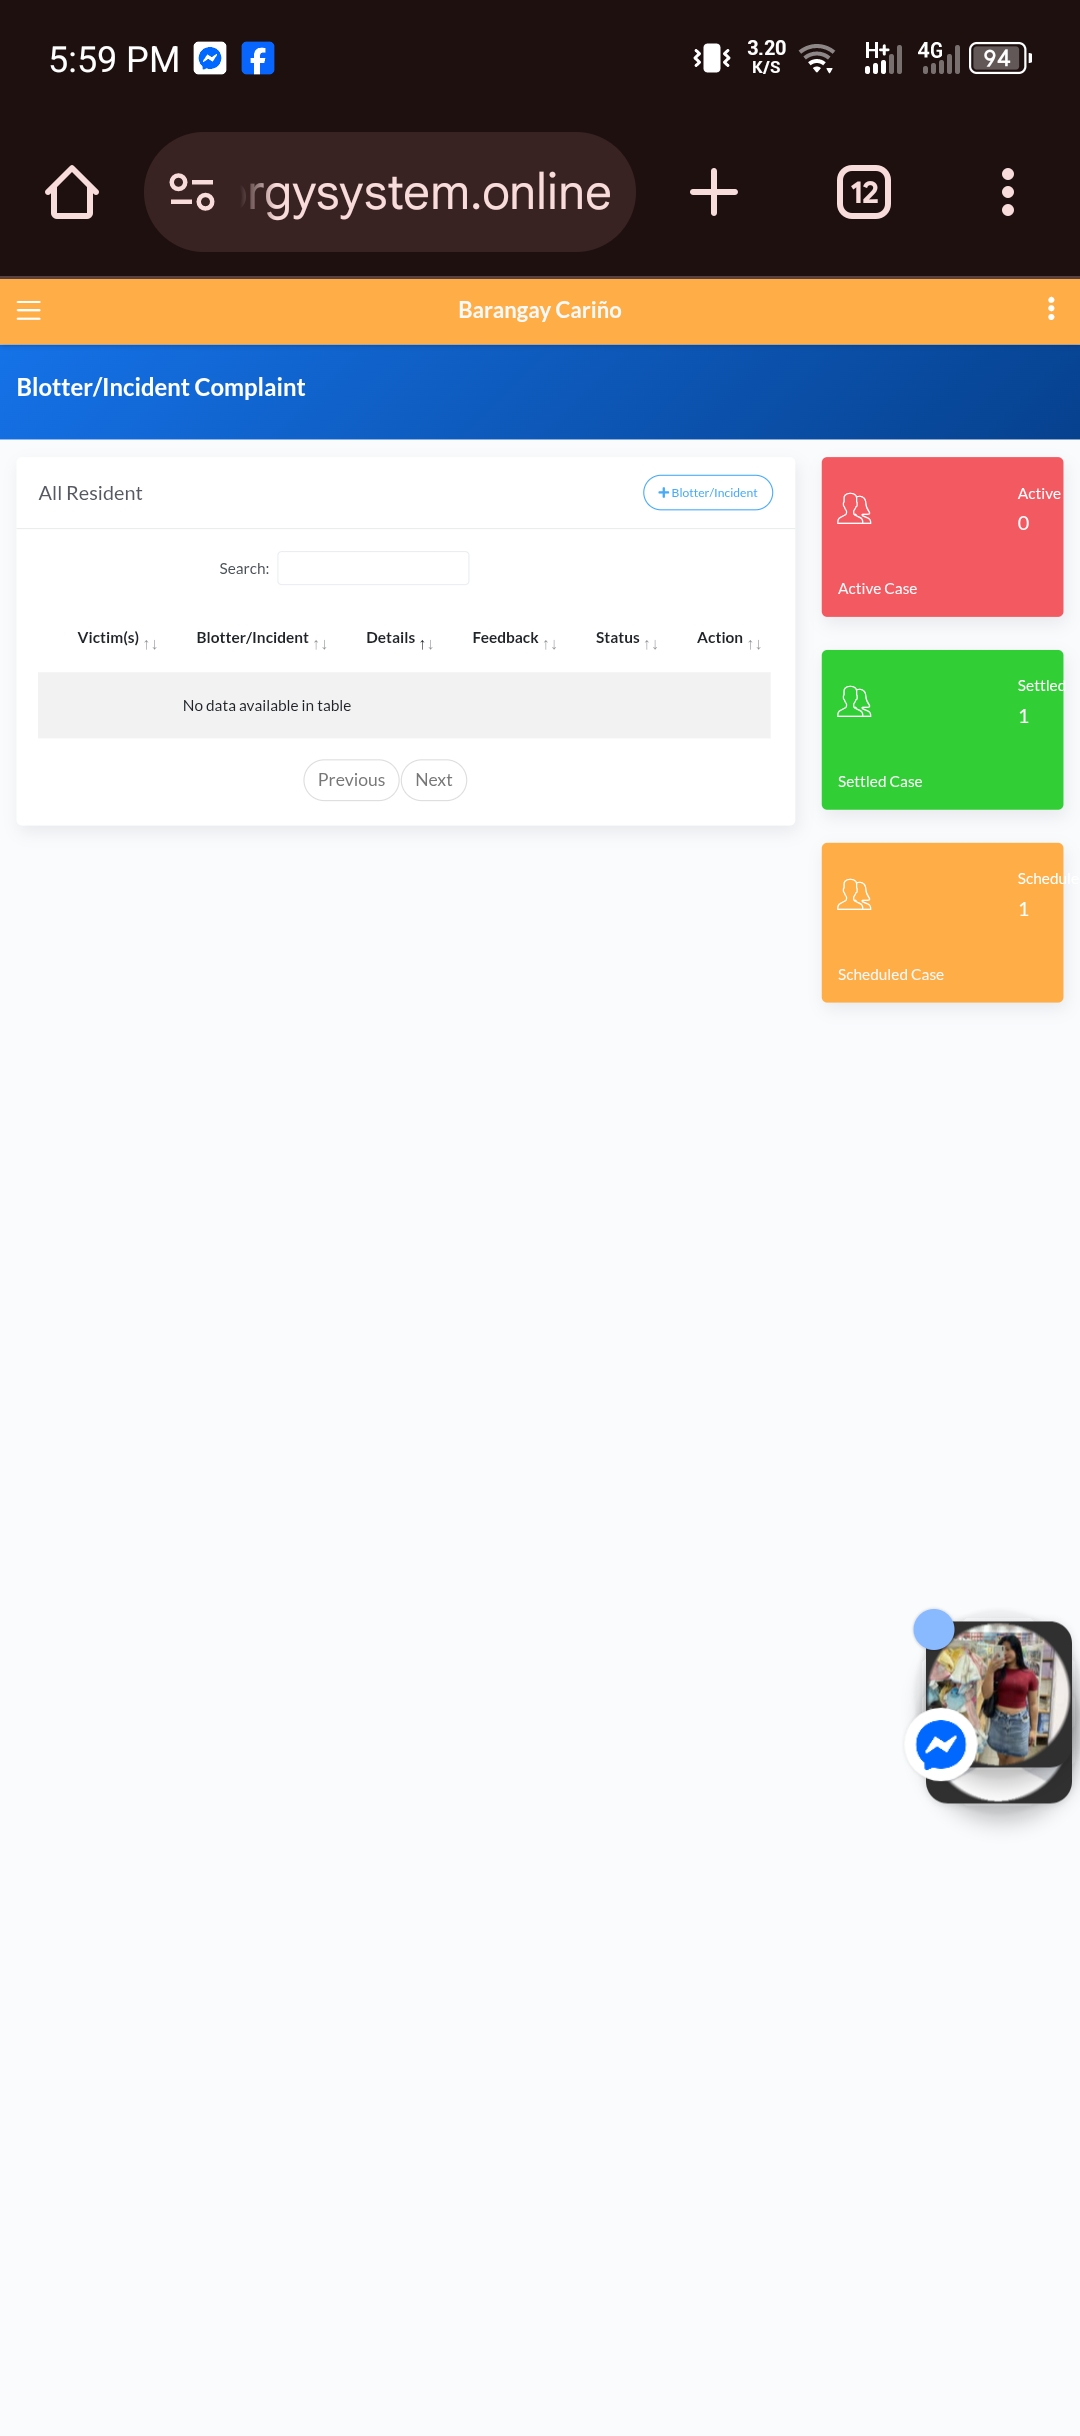 5:59 PM
3.20
K/S
H+
4G
94
rgysystem.online
12
Barangay Cariño
Blotter/Incident Complaint
All Resident
Blotter/Incident
Search:
Victim(s)
Blotter/Incident
Details
Feedback
Status
Action
No data available in table
Previous
Next
Active
0
Active Case
Settled
1
Settled Case
Schedul
1
Scheduled Case